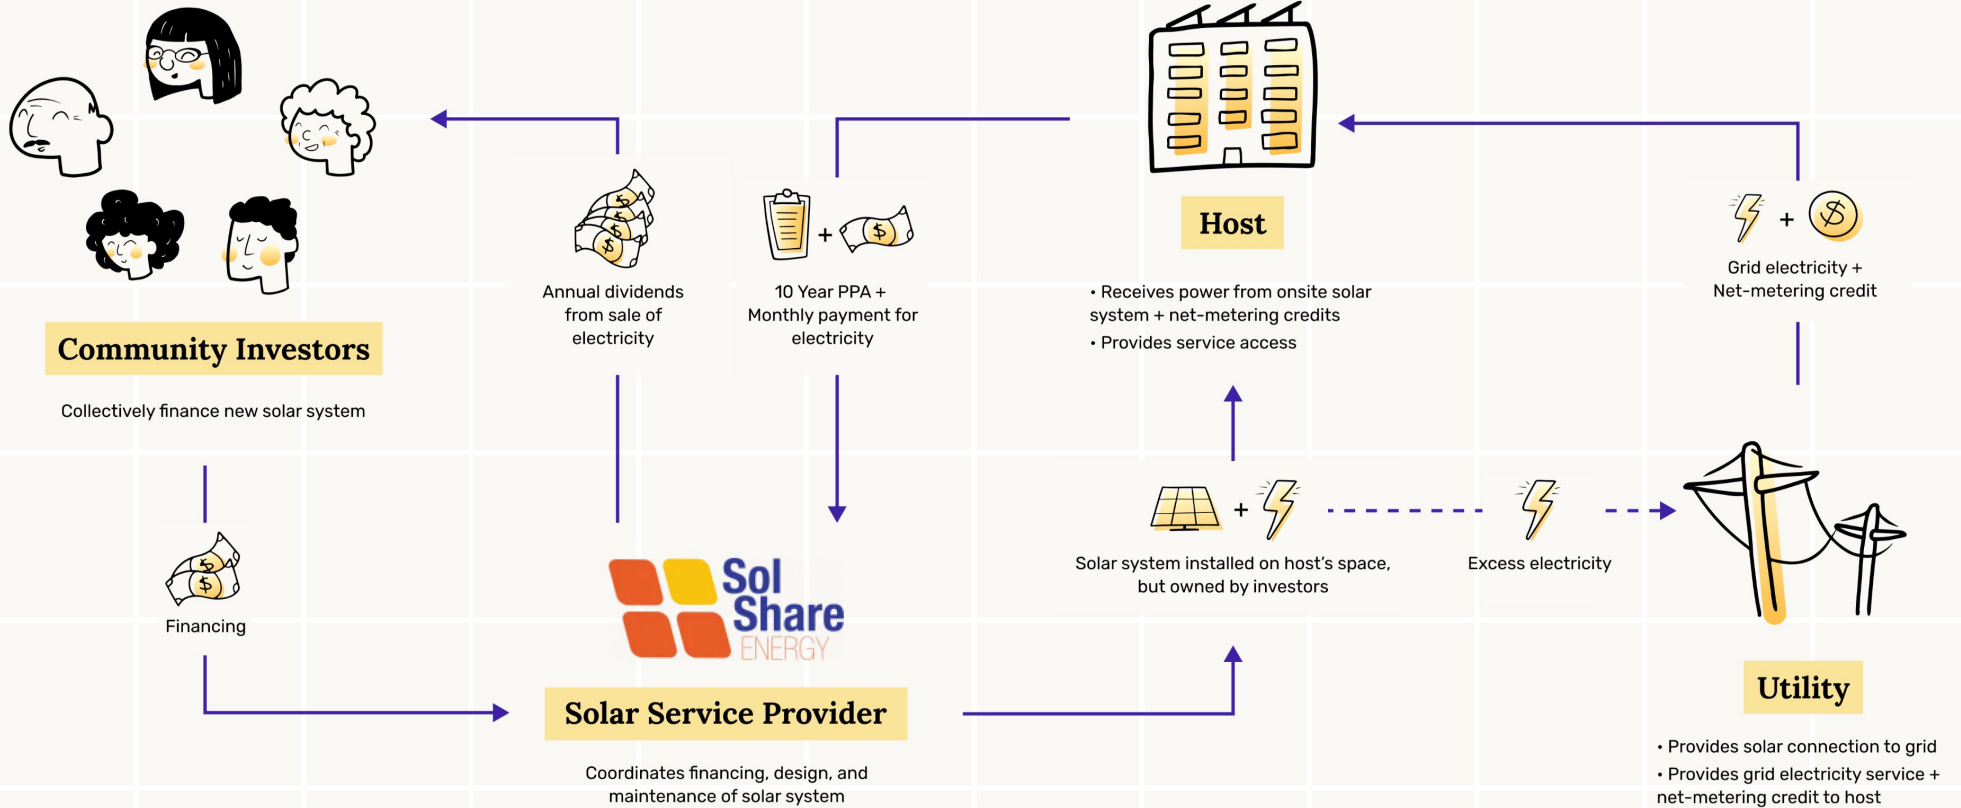 Community Investors
Collectively finance new solar system
$
$
Financing
$
$
$
$
Annual dividends
from sale of
electricity
+
$
10 Year PPA +
Monthly payment for
electricity
Sol
Share
ENERGY
Solar Service Provider
Coordinates financing, design, and
maintenance of solar system
Host
• Receives power from onsite solar
system + net-metering credits
• Provides service access
+
Solar system installed on host's space,
but owned by investors
Excess electricity
+
$
Grid electricity +
Net-metering credit
Utility
• Provides solar connection to grid
• Provides grid electricity service +
net-metering credit to host